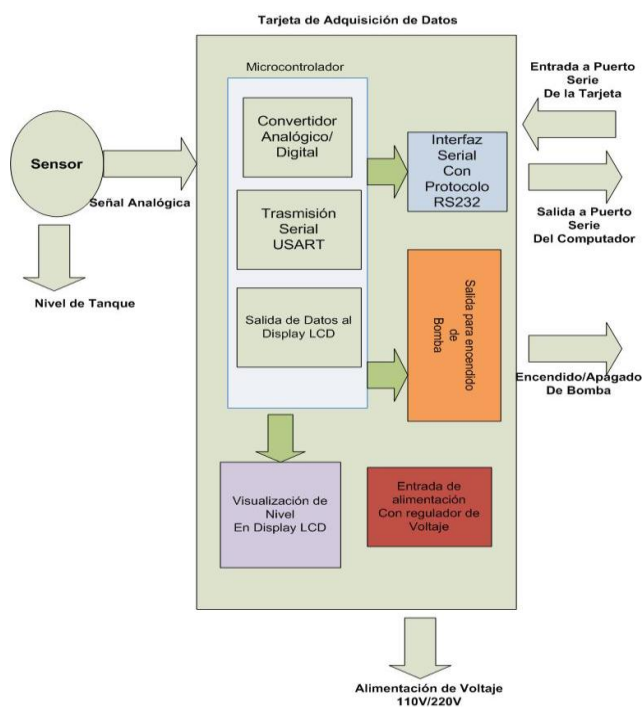 Tarjeta de Adquisición de Datos
Microcontrolador
Convertidor
Analógico/
Digital
Trasmisión
Serial
USART
Salida de Datos al
Display LCD
Sensor
Señal Analógica
Nivel de Tanque
Interfaz
Serial
Con
Protocolo
RS232
Entrada a Puerto
Serie
De la Tarjeta
Salida a Puerto
Serie
Del Computador
Salida para encendido
de
Bomba
Encendido/Apagado
De Bomba
Visualización de
Nivel
En Display LCD
Entrada de
alimentación
Con regulador de
Voltaje
Alimentación de Voltaje
110V/220V